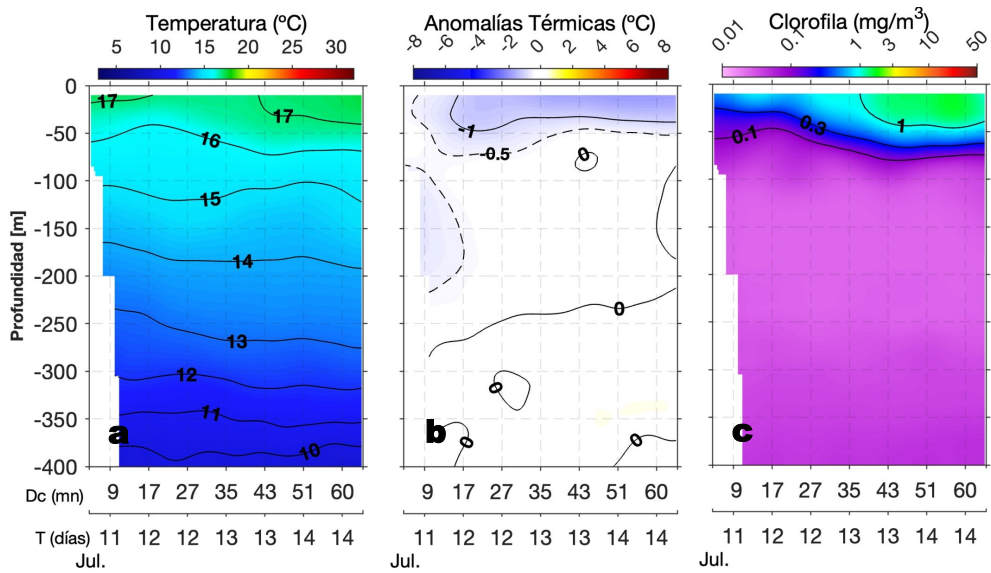 Temperatura (ºC)
5 10 15 20 25 30
Anomalías Térmicas (ºC)
-8 -6 -4 -2 0 2 4 6 8
Clorofila (mg/m³)
0.01 0.1 1 3 10 50
Profundidad [m]
0
-50
-100
-150
-200
-250
-300
-350
-400
17
17
16
15
14
13
12
11
10
a
-1
-0.5
0
0
0
0
0
b
0.1
0.3
1
c
Dc (mn) 9 17 27 35 43 51 60
9 17 27 35 43 51 60
9 17 27 35 43 51 60
T (días) 11 12 12 13 13 14 14
11 12 12 13 13 14 14
11 12 12 13 13 14 14
Jul.
Jul.
Jul.